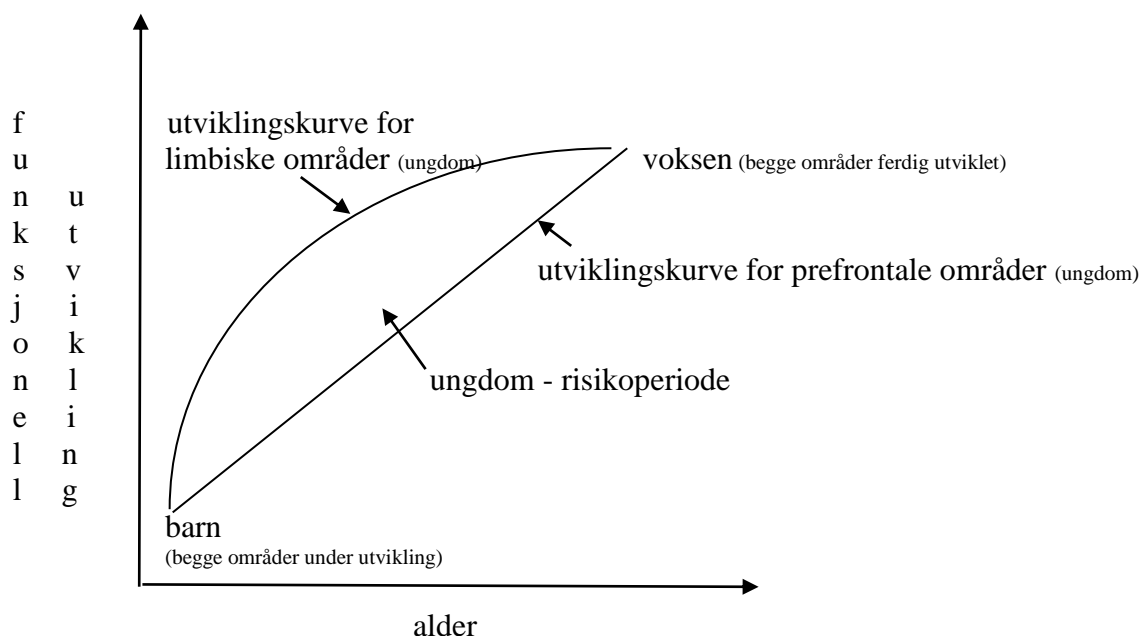 funksjonell
utvikling
utviklingskurve for
limbiske områder (ungdom)
voksen (begge områder ferdig utviklet)
utviklingskurve for prefrontale områder (ungdom)
ungdom - risikoperiode
barn
(begge områder under utvikling)
alder